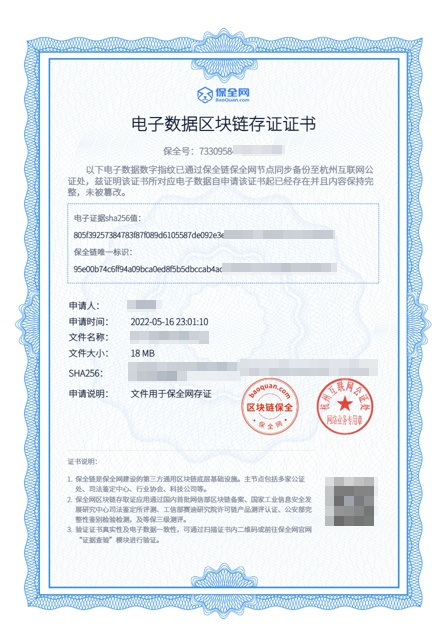 保全网
BaoQuan.com
电子数据区块链存证证书
保全号：7330958
以下电子数据数字指纹已通过保全链保全网节点同步备份至杭州互联网公
证处，兹证明该证书所对应电子数据自申请该证书起已经存在并且内容保持完
整，未被篡改。
电子证据sha256值：
805f39257384783f87f089d6105587de092e3e
保全链唯一标识：
95e00b74c6ff94a09bca0ed8f5b5dbccab4ac
申请人：
申请时间： 2022-05-16 23:01:10
文件名称：
文件大小： 18 MB
SHA256：
申请说明： 文件用于保全网存证
baoquan.com
区块链保全
保全网
杭州互联网公证处
网络业务专用章
证书说明：
1. 保全链是保全网建设的第三方通用区块链底层基础设施。主节点包括多家公证
处、司法鉴定中心、行业协会、科技公司等。
2. 保全网区块链存证应用通过国内首批网信部区块链备案、国家工业信息安全发
展研究中心司法鉴定所评测、工信部赛迪研究院许可链产品测评认证、公安部完
整性鉴别检验检测、及等保三级测评。
3. 验证证书真实性及电子数据一致性，可通过扫描证书内二维码或前往保全网官网
“证据查验”模块进行验证。